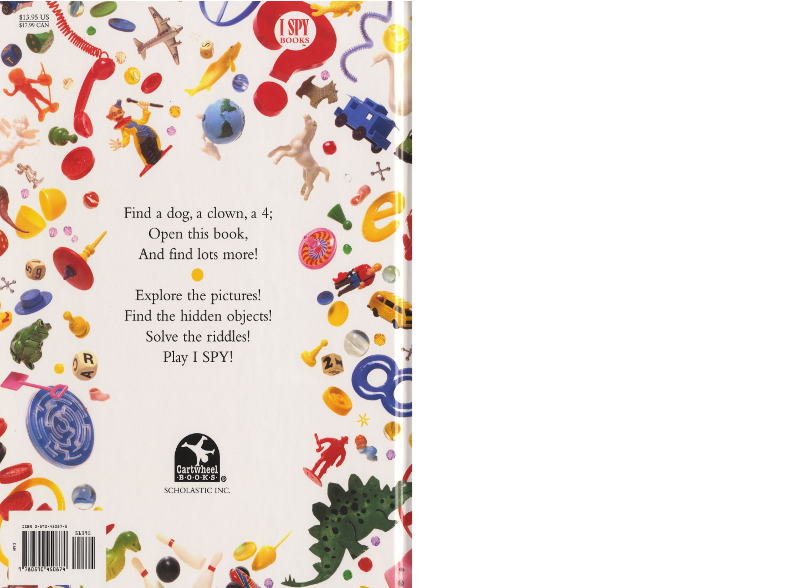 $13.95 US
$17.99 CAN
I SPY
BOOKS
Find a dog, a clown, a 4;
Open this book,
And find lots more!
Explore the pictures!
Find the hidden objects!
Solve the riddles!
Play I SPY!
Cartwheel
·B·O·O·K·S·
SCHOLASTIC INC.